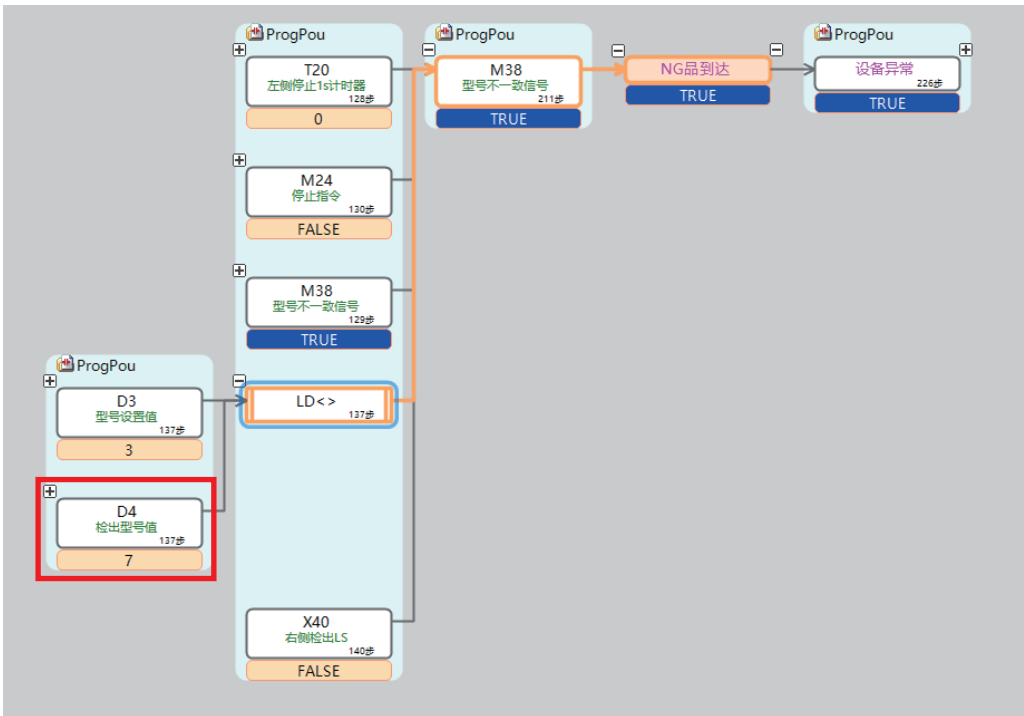 ProgPou
T20
左侧停止1s计时器
128步
0
M24
停止指令
130步
FALSE
M38
型号不一致信号
129步
TRUE
LD<>
137步
X40
右侧检出LS
140步
FALSE
ProgPou
D3
型号设置值
137步
3
D4
检出型号值
137步
7
ProgPou
M38
型号不一致信号
211步
TRUE
NG品到达
TRUE
ProgPou
设备异常
226步
TRUE